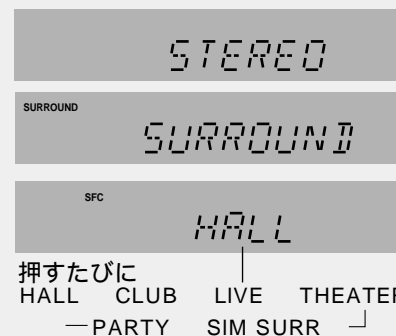 STEREO
SURROUND
SURROUND
SFC
HALL
押すたびに
HALL CLUB LIVE THEATER
PARTY SIM SURR